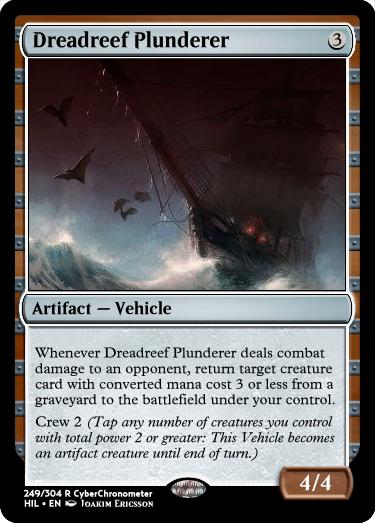 Dreadreef Plunderer 3
Artifact — Vehicle
Whenever Dreadreef Plunderer deals combat
damage to an opponent, return target creature
card with converted mana cost 3 or less from a
graveyard to the battlefield under your control.
Crew 2 (Tap any number of creatures you control
with total power 2 or greater: This Vehicle becomes
an artifact creature until end of turn.)
4/4
249/304 R CyberChronometer
HIL • EN Joakim Ericsson